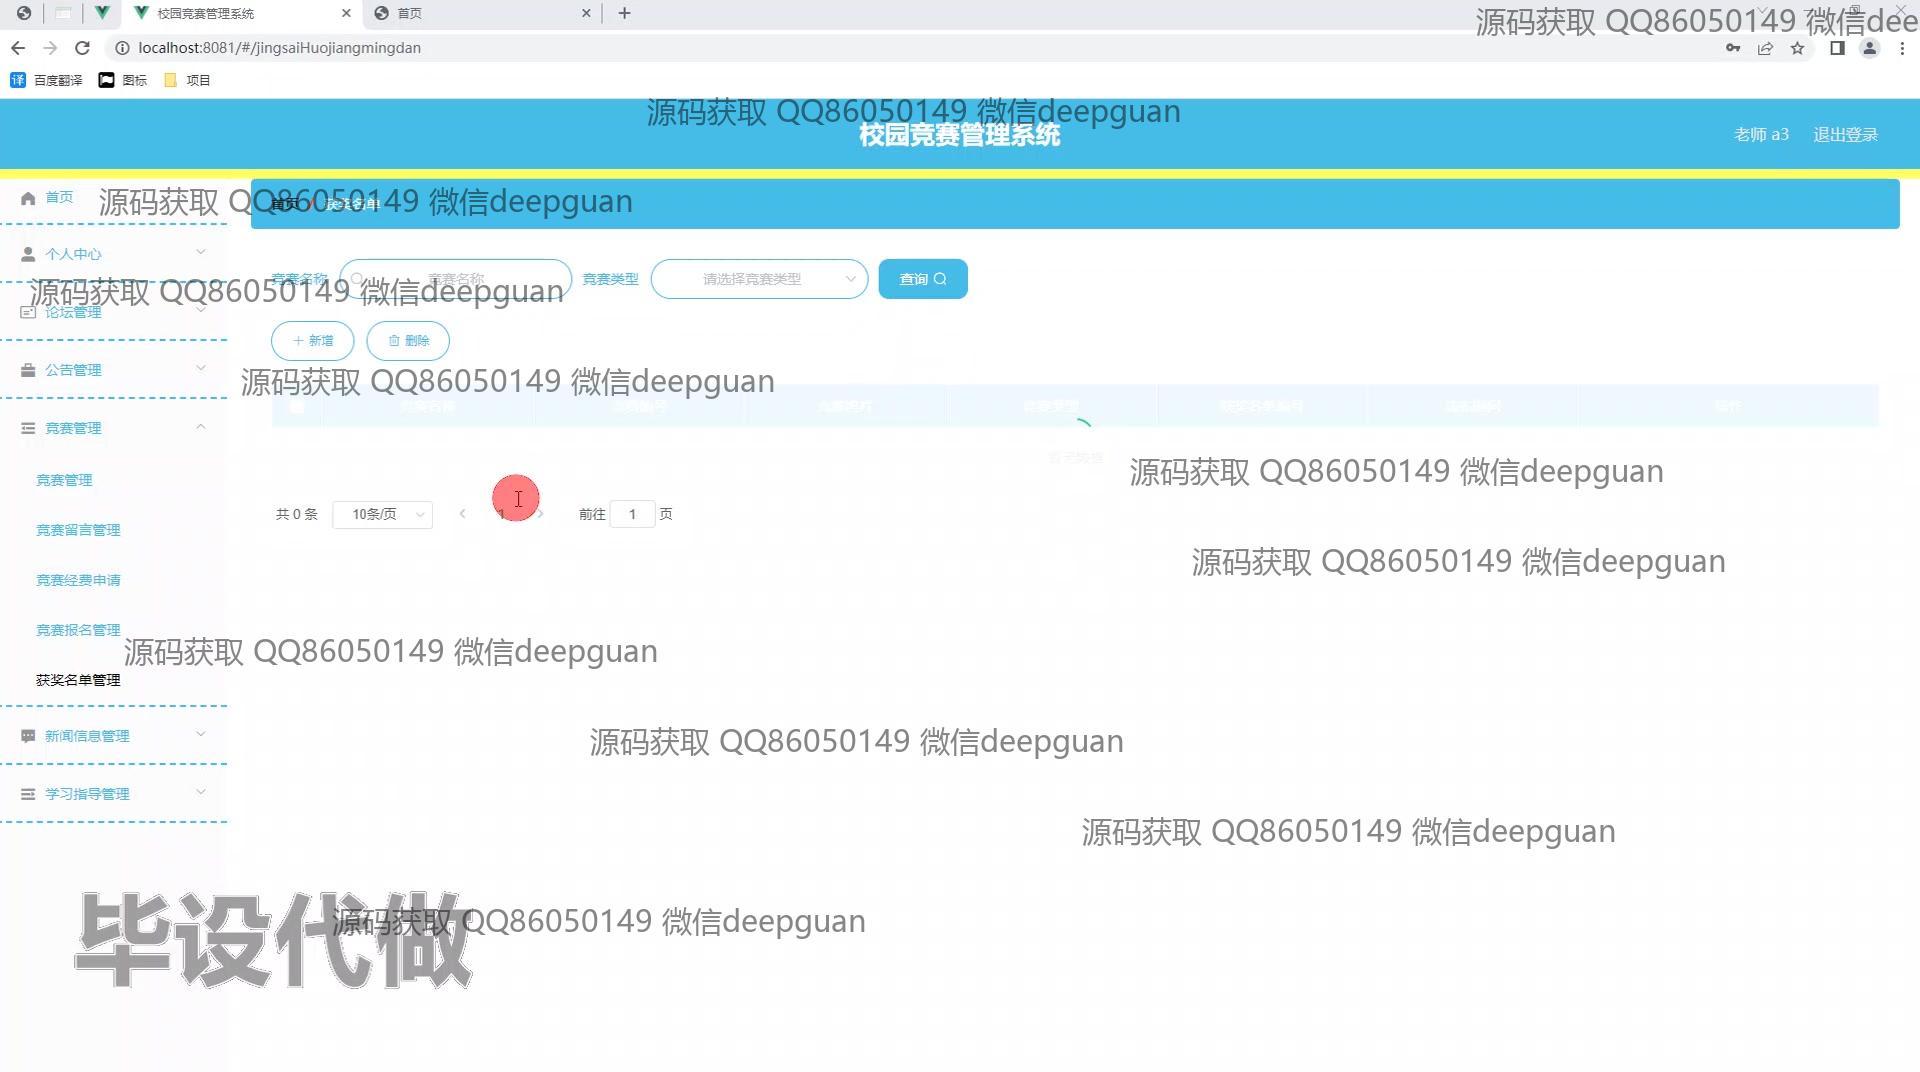 校园竞赛管理系统
首页
源码获取 QQ86050149 微信dee
localhost:8081/#/jingsaiHuojiangmingdan
百度翻译
图标
项目
源码获取 QQ86050149 微信deepguan
校园竞赛管理系统
老师 a3
退出登录
首页
源码获取 QQ86050149 微信deepguan
首页 / 获奖名单
个人中心
竞赛名称
竞赛名称
竞赛类型
请选择竞赛类型
查询
源码获取 QQ86050149 微信deepguan
论坛管理
新增
删除
公告管理
源码获取 QQ86050149 微信deepguan
竞赛管理
暂无数据
源码获取 QQ86050149 微信deepguan
竞赛管理
共 0 条
10条/页
1
前往
1
页
竞赛留言管理
源码获取 QQ86050149 微信deepguan
竞赛经费申请
竞赛报名管理
源码获取 QQ86050149 微信deepguan
获奖名单管理
新闻信息管理
源码获取 QQ86050149 微信deepguan
学习指导管理
源码获取 QQ86050149 微信deepguan
源码获取 QQ86050149 微信deepguan
毕设代做